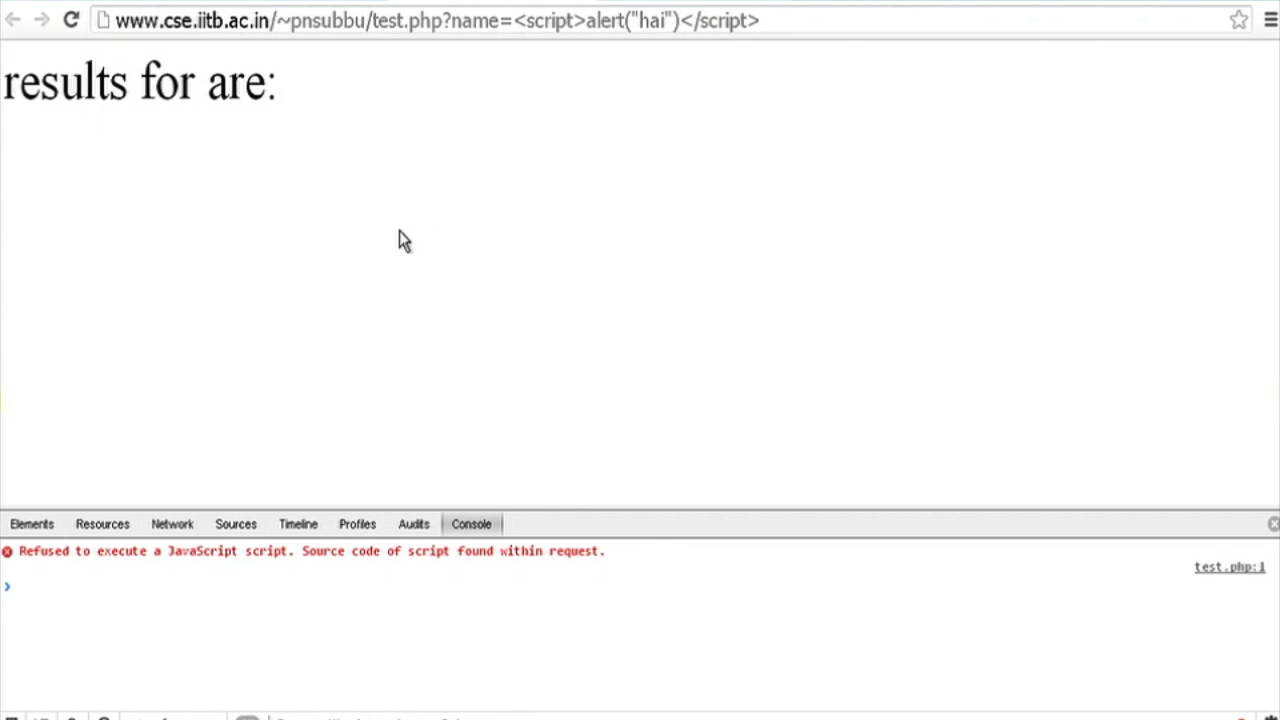 www.cse.iitb.ac.in/~pnsubbu/test.php?name=<script>alert("hai")</script>
results for are:
Elements Resources Network Sources Timeline Profiles Audits Console
Refused to execute a JavaScript script. Source code of script found within request.
test.php:1